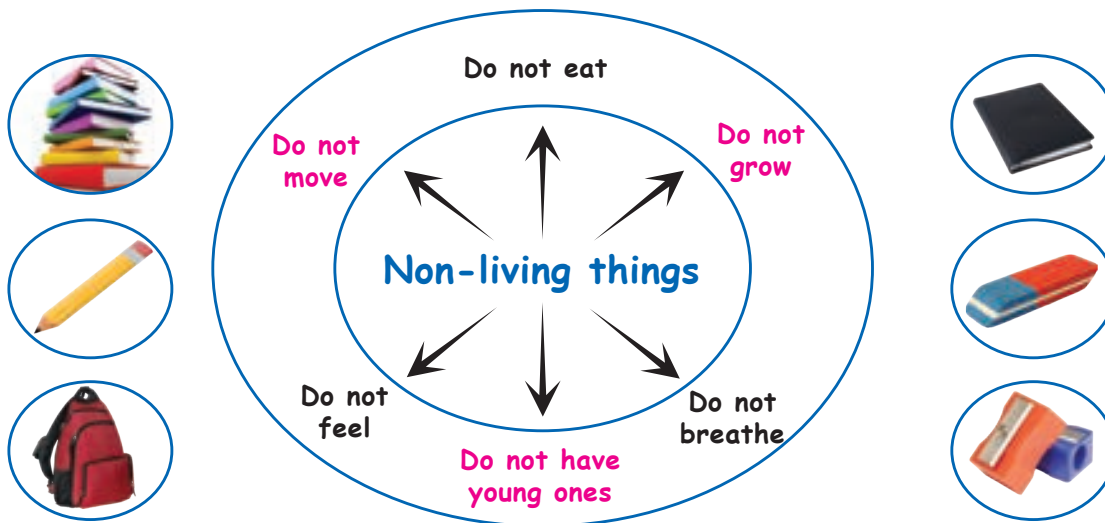 Do not eat
Do not
move
Do not
grow
Non-living things
Do not
feel
Do not
breathe
Do not have
young ones